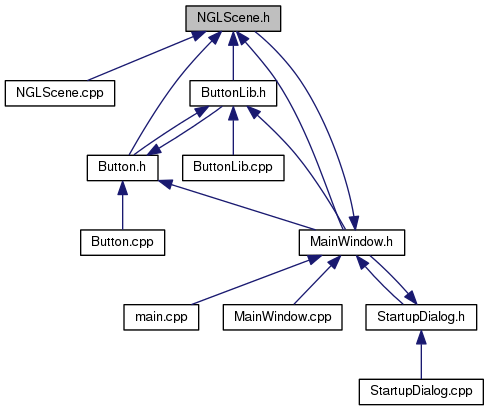 NGLScene.h
NGLScene.cpp
ButtonLib.h
Button.h
ButtonLib.cpp
Button.cpp
MainWindow.h
main.cpp
MainWindow.cpp
StartupDialog.h
StartupDialog.cpp